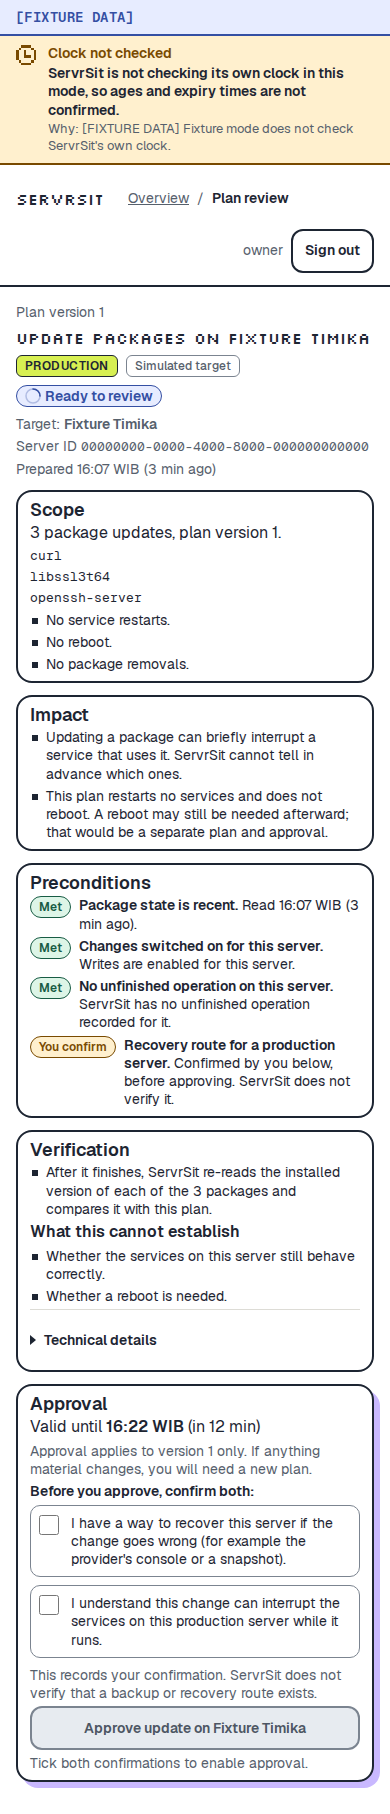 [FIXTURE DATA]
Clock not checked
ServrSit is not checking its own clock in this
mode, so ages and expiry times are not
confirmed.
Why: [FIXTURE DATA] Fixture mode does not check
ServrSit's own clock.
SERVRSIT
Overview / Plan review
owner
Sign out
Plan version 1
UPDATE PACKAGES ON FIXTURE TIMIKA
PRODUCTION
Simulated target
Ready to review
Target: Fixture Timika
Server ID 00000000-0000-4000-8000-000000000000
Prepared 16:07 WIB (3 min ago)
Scope
3 package updates, plan version 1.
curl
libssl3t64
openssh-server
No service restarts.
No reboot.
No package removals.
Impact
Updating a package can briefly interrupt a
service that uses it. ServrSit cannot tell in
advance which ones.
This plan restarts no services and does not
reboot. A reboot may still be needed afterward;
that would be a separate plan and approval.
Preconditions
Met Package state is recent. Read 16:07 WIB (3
min ago).
Met Changes switched on for this server.
Writes are enabled for this server.
Met No unfinished operation on this server.
ServrSit has no unfinished operation
recorded for it.
You confirm Recovery route for a production
server. Confirmed by you below,
before approving. ServrSit does not
verify it.
Verification
After it finishes, ServrSit re-reads the installed
version of each of the 3 packages and
compares it with this plan.
What this cannot establish
Whether the services on this server still behave
correctly.
Whether a reboot is needed.
Technical details
Approval
Valid until 16:22 WIB (in 12 min)
Approval applies to version 1 only. If anything
material changes, you will need a new plan.
Before you approve, confirm both:
I have a way to recover this server if the
change goes wrong (for example the
provider's console or a snapshot).
I understand this change can interrupt the
services on this production server while it
runs.
This records your confirmation. ServrSit does not
verify that a backup or recovery route exists.
Approve update on Fixture Timika
Tick both confirmations to enable approval.